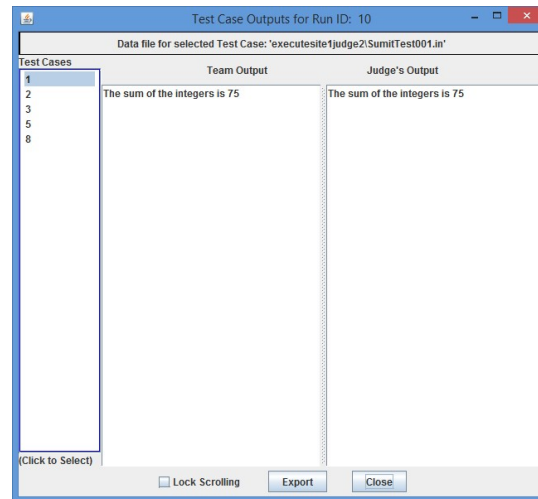 Test Case Outputs for Run ID: 10
Data file for selected Test Case: 'executesite1judge2\SumitTest001.in'
Test Cases
Team Output
Judge's Output
1
2
3
5
8
The sum of the integers is 75
The sum of the integers is 75
(Click to Select)
Lock Scrolling
Export
Close